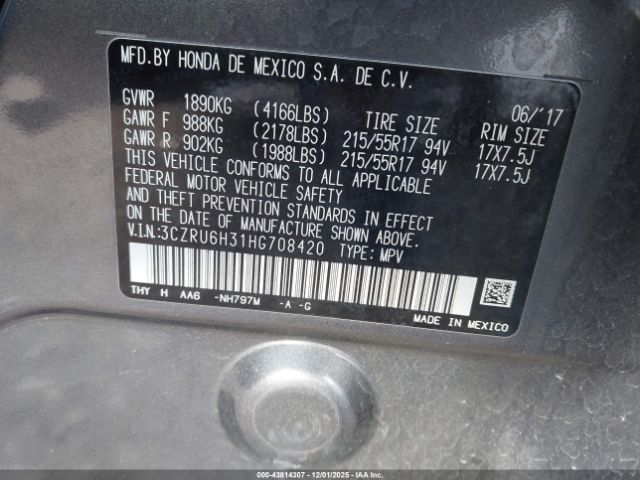 MFD.BY HONDA DE MEXICO S.A. DE C.V.
06/'17
GVWR 1890KG (4166LBS) TIRE SIZE RIM SIZE
GAWR F 988KG (2178LBS) 215/55R17 94V 17X7.5J
GAWR R 902KG (1988LBS) 215/55R17 94V 17X7.5J
THIS VEHICLE CONFORMS TO ALL APPLICABLE
FEDERAL MOTOR VEHICLE SAFETY
AND THEFT PREVENTION STANDARDS IN EFFECT
ON THE DATE OF MANUFACTURE SHOWN ABOVE.
V.I.N.:3CZRU6H31HG708420 TYPE: MPV
THY H AA6 -NH797M -A -G
MADE IN MEXICO
000-43814307 - 12/01/2025 - IAAI.COM